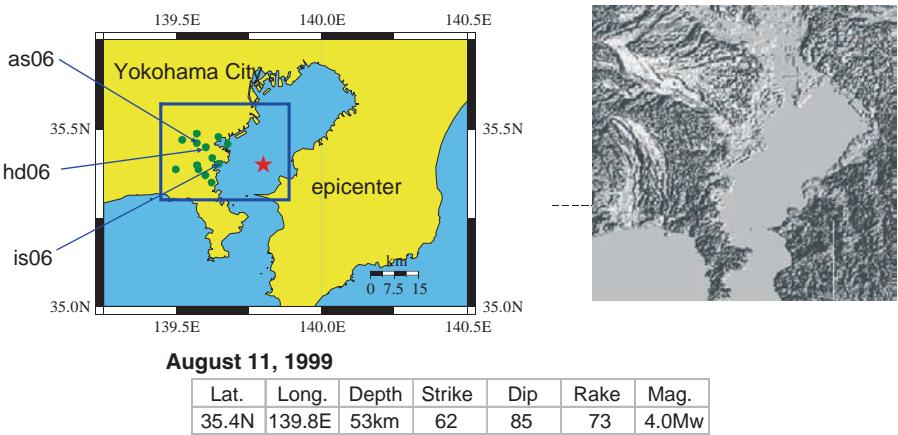 139.5E 140.0E 140.5E
as06
Yokohama City
35.5N 35.5N
hd06
epicenter
is06
km
0 7.5 15
35.0N 35.0N
139.5E 140.0E 140.5E
August 11, 1999
Lat. Long. Depth Strike Dip Rake Mag.
35.4N 139.8E 53km 62 85 73 4.0Mw